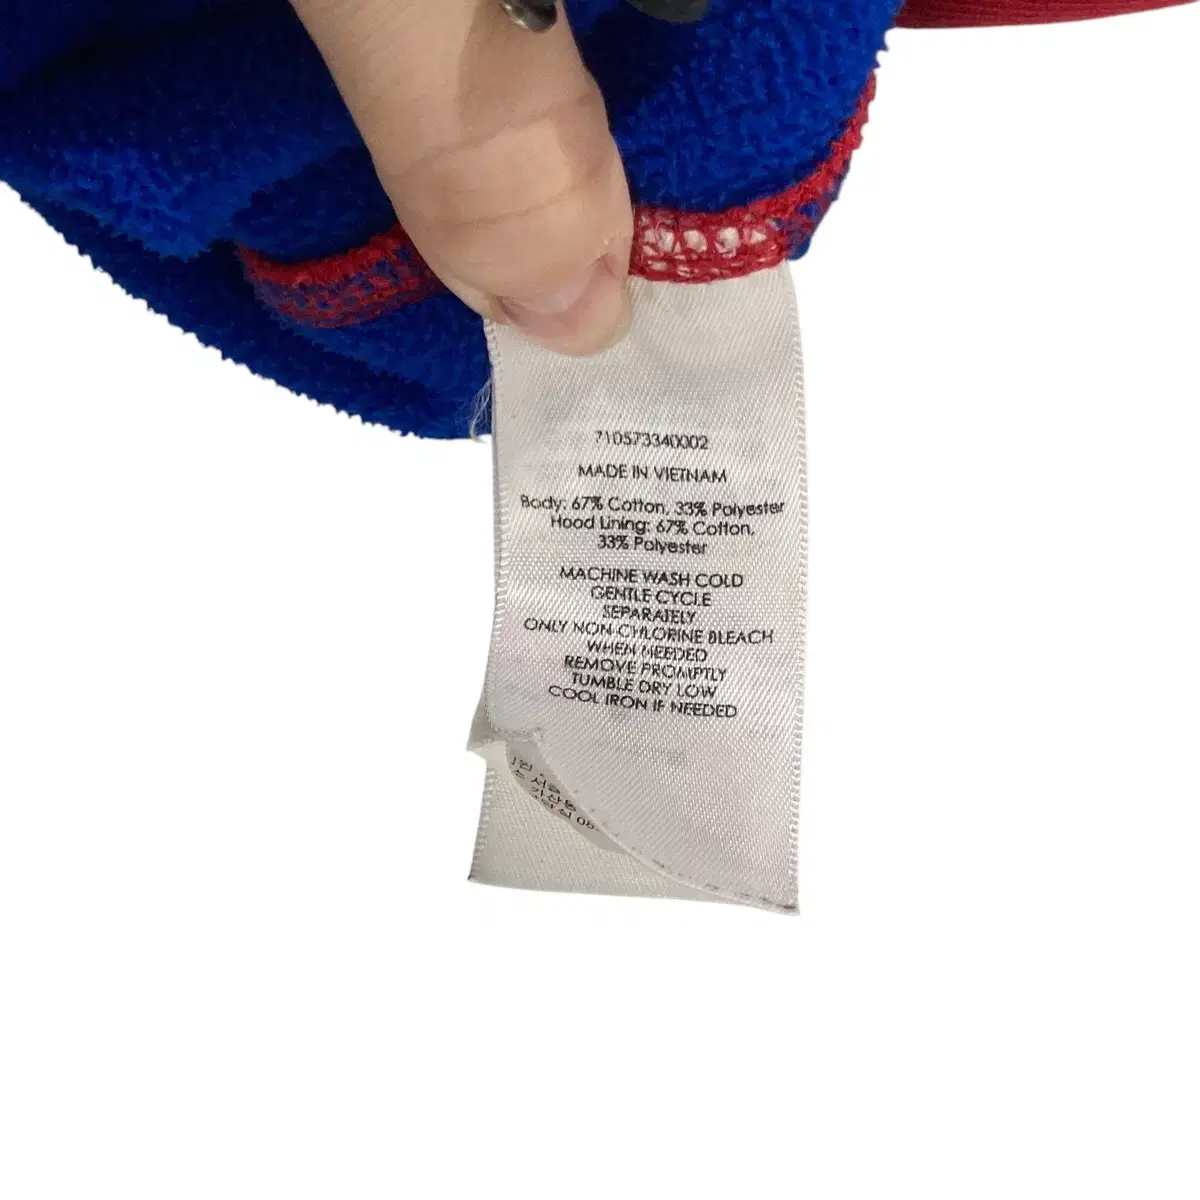 710573340002
MADE IN VIETNAM
Body: 67% Cotton, 33% Polyester
Hood Lining: 67% Cotton,
33% Polyester
MACHINE WASH COLD
GENTLE CYCLE
SEPARATELY
ONLY NON-CHLORINE BLEACH
WHEN NEEDED
REMOVE PROMPTLY
TUMBLE DRY LOW
COOL IRON IF NEEDED